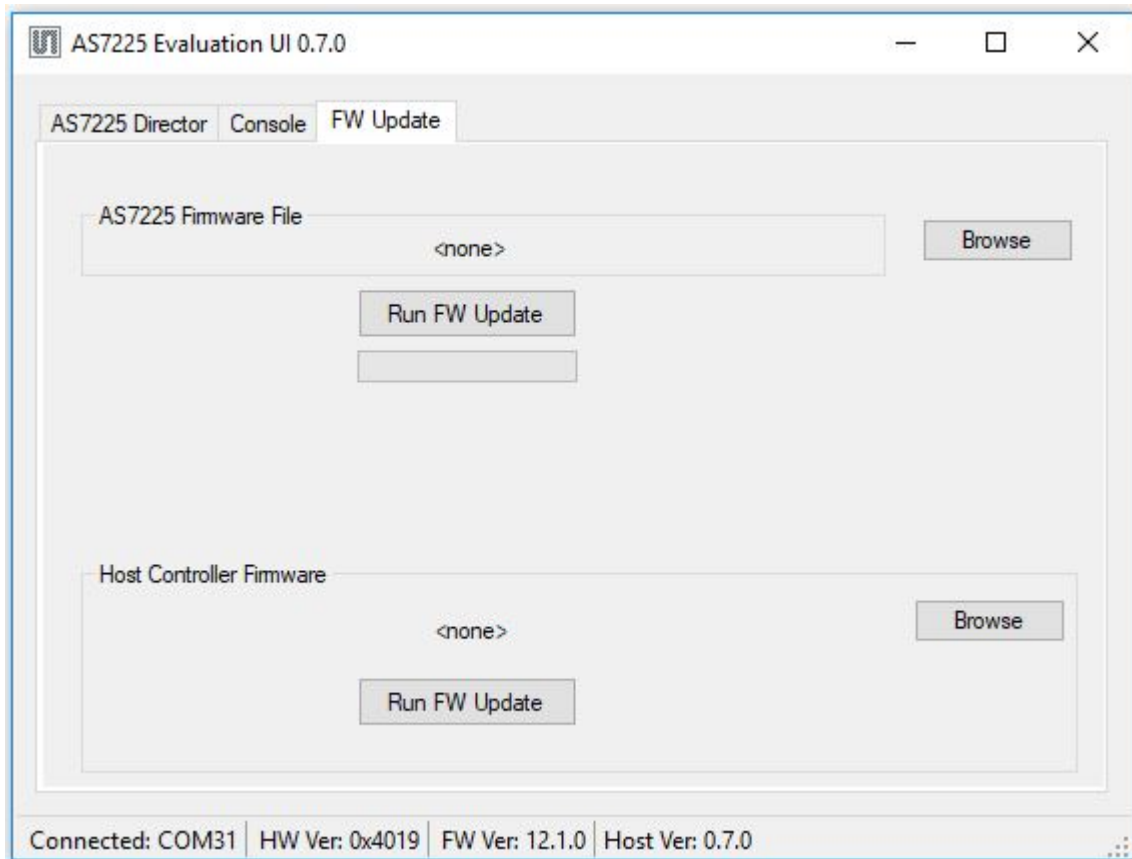 AS7225 Evaluation UI 0.7.0
AS7225 Director Console FW Update
AS7225 Firmware File
<none>
Browse
Run FW Update
Host Controller Firmware
<none>
Browse
Run FW Update
Connected: COM31 HW Ver: 0x4019 FW Ver: 12.1.0 Host Ver: 0.7.0